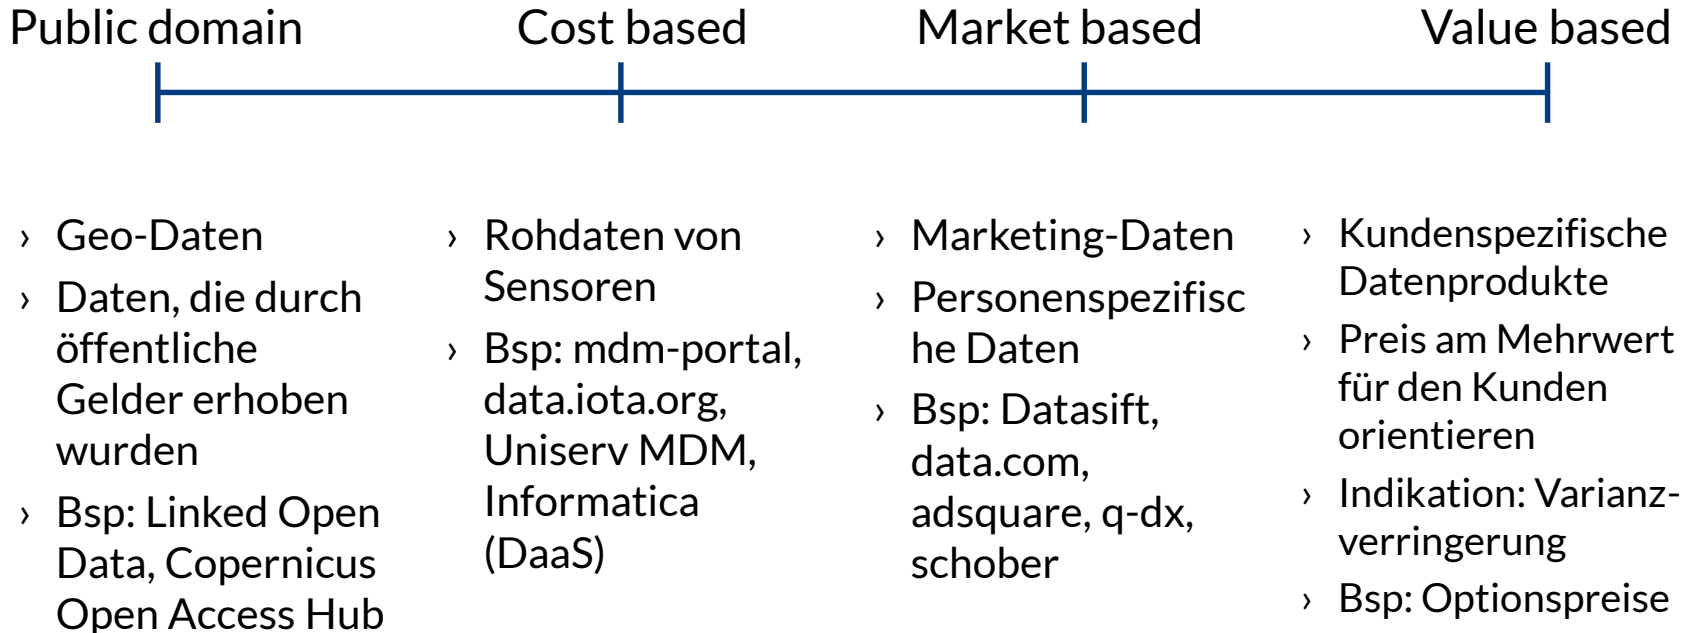 Public domain
Cost based
Market based
Value based
› Geo-Daten
› Daten, die durch
öffentliche
Gelder erhoben
wurden
› Bsp: Linked Open
Data, Copernicus
Open Access Hub
› Rohdaten von
Sensoren
› Bsp: mdm-portal,
data.iota.org,
Uniserv MDM,
Informatica
(DaaS)
› Marketing-Daten
› Personenspezifisc
he Daten
› Bsp: Datasift,
data.com,
adsquare, q-dx,
schober
› Kundenspezifische
Datenprodukte
› Preis am Mehrwert
für den Kunden
orientieren
› Indikation: Varianz-
verringerung
› Bsp: Optionspreise